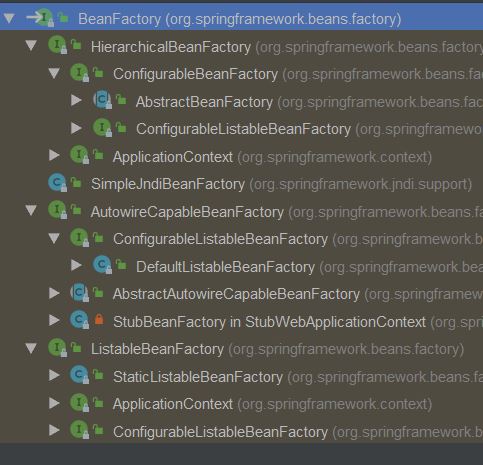 BeanFactory (org.springframework.beans.factory)
HierarchicalBeanFactory (org.springframework.beans.factory
ConfigurableBeanFactory (org.springframework.beans.fa
AbstractBeanFactory (org.springframework.beans.fac
ConfigurableListableBeanFactory (org.springframewo
ApplicationContext (org.springframework.context)
SimpleJndiBeanFactory (org.springframework.jndi.support)
AutowireCapableBeanFactory (org.springframework.beans.f
ConfigurableListableBeanFactory (org.springframework.b
DefaultListableBeanFactory (org.springframework.bea
AbstractAutowireCapableBeanFactory (org.springframew
StubBeanFactory in StubWebApplicationContext (org.spr
ListableBeanFactory (org.springframework.beans.factory)
StaticListableBeanFactory (org.springframework.beans.fa
ApplicationContext (org.springframework.context)
ConfigurableListableBeanFactory (org.springframework.b